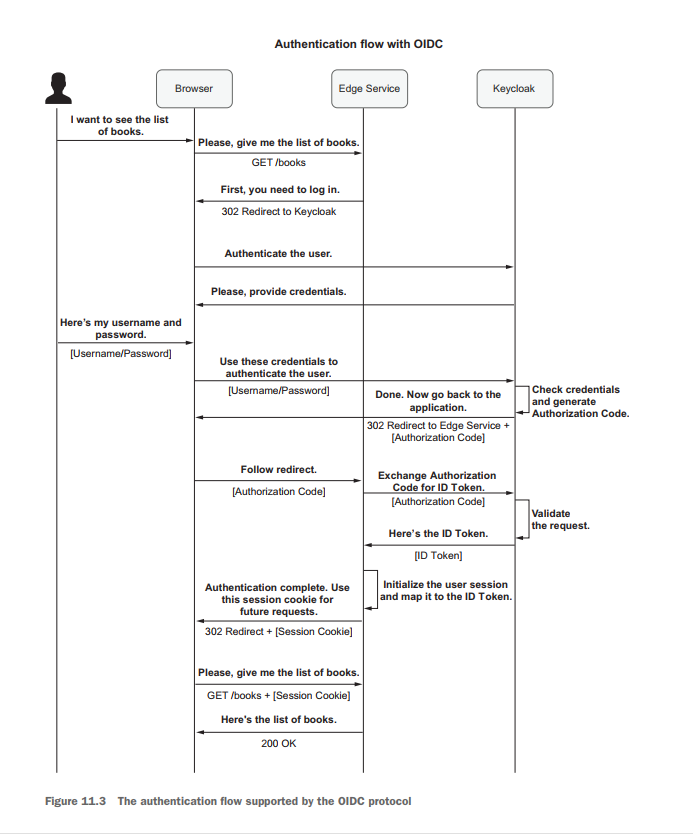 Authentication flow with OIDC
Browser
Edge Service
Keycloak
I want to see the list
of books.
Please, give me the list of books.
GET /books
First, you need to log in.
302 Redirect to Keycloak
Authenticate the user.
Please, provide credentials.
Here's my username and
password.
[Username/Password]
Use these credentials to
authenticate the user.
[Username/Password]
Check credentials
and generate
Authorization Code.
Done. Now go back to the
application.
302 Redirect to Edge Service +
[Authorization Code]
Follow redirect.
[Authorization Code]
Exchange Authorization
Code for ID Token.
[Authorization Code]
Validate
the request.
Here's the ID Token.
[ID Token]
Initialize the user session
and map it to the ID Token.
Authentication complete. Use
this session cookie for
future requests.
302 Redirect + [Session Cookie]
Please, give me the list of books.
GET /books + [Session Cookie]
Here's the list of books.
200 OK
Figure 11.3 The authentication flow supported by the OIDC protocol